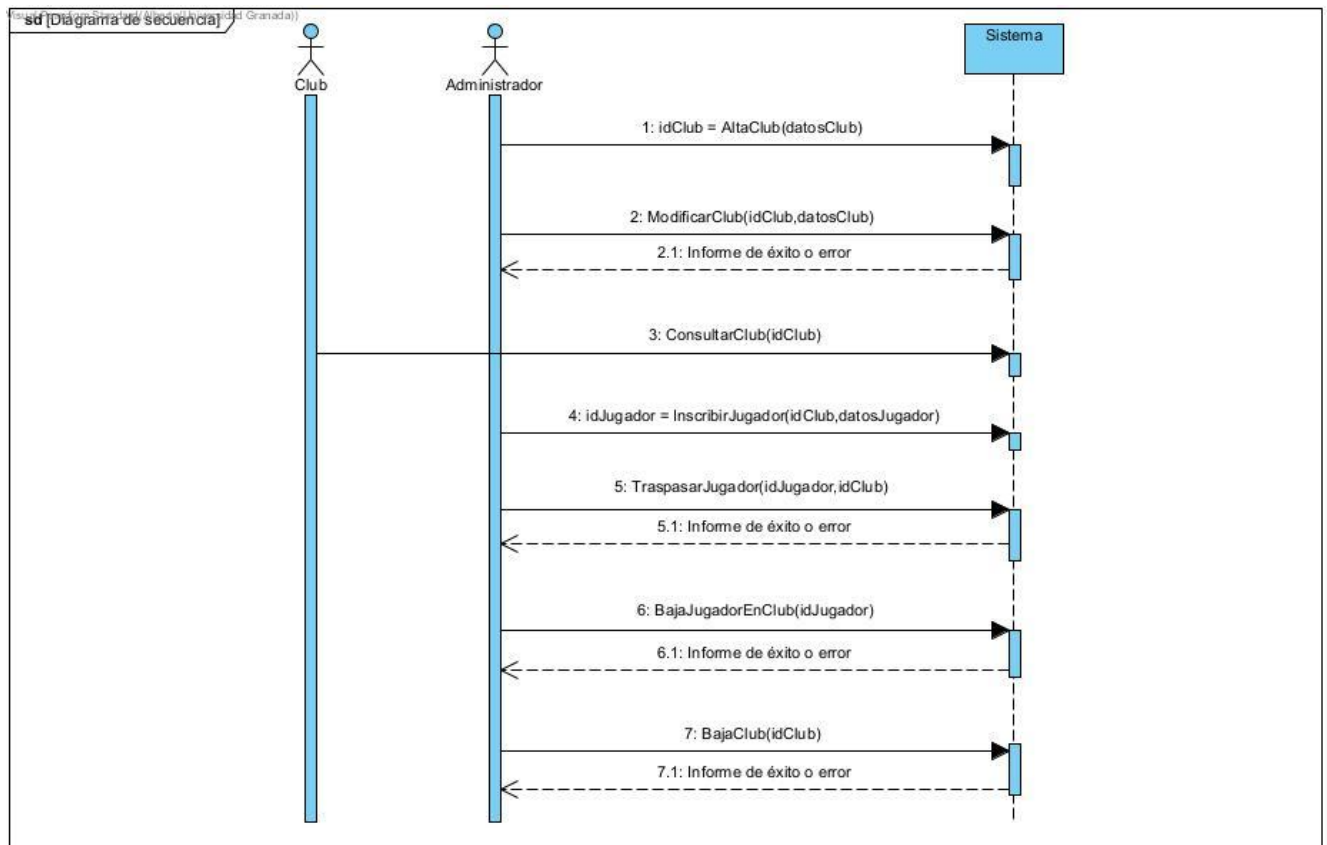 sd [Diagrama de secuencia]
Club
Administrador
Sistema
1: idClub = AltaClub(datosClub)
2: ModificarClub(idClub,datosClub)
2.1: Informe de éxito o error
3: ConsultarClub(idClub)
4: idJugador = InscribirJugador(idClub,datosJugador)
5: TraspasarJugador(idJugador,idClub)
5.1: Informe de éxito o error
6: BajaJugadorEnClub(idJugador)
6.1: Informe de éxito o error
7: BajaClub(idClub)
7.1: Informe de éxito o error